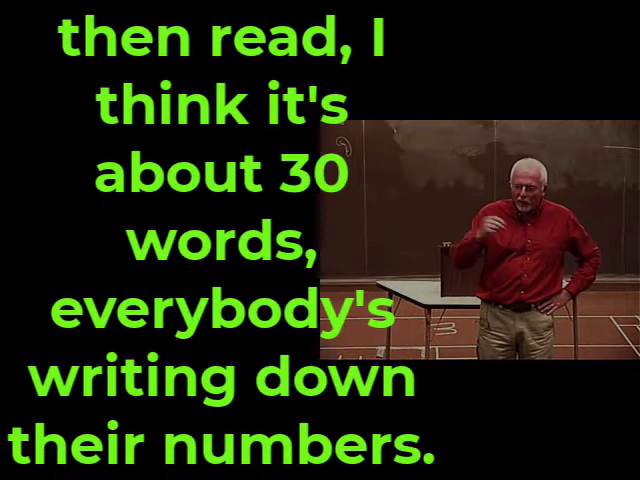 then read, I
think it's
about 30
words,
everybody's
writing down
their numbers.